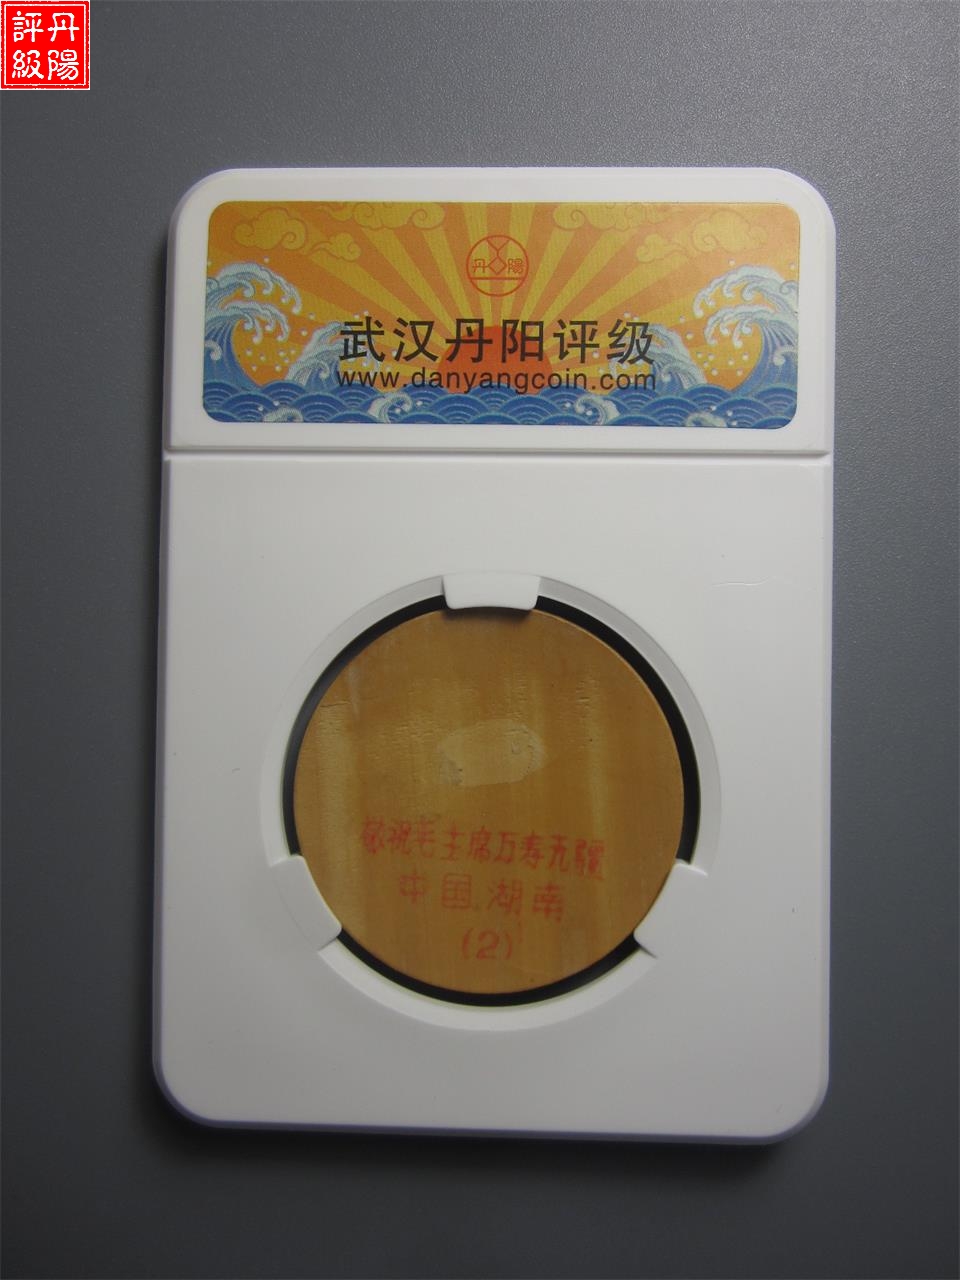 丹陽
評級
丹陽
武汉丹阳评级
www.danyangcoin.com
敬祝毛主席万寿无疆
中国.湖南
(2)